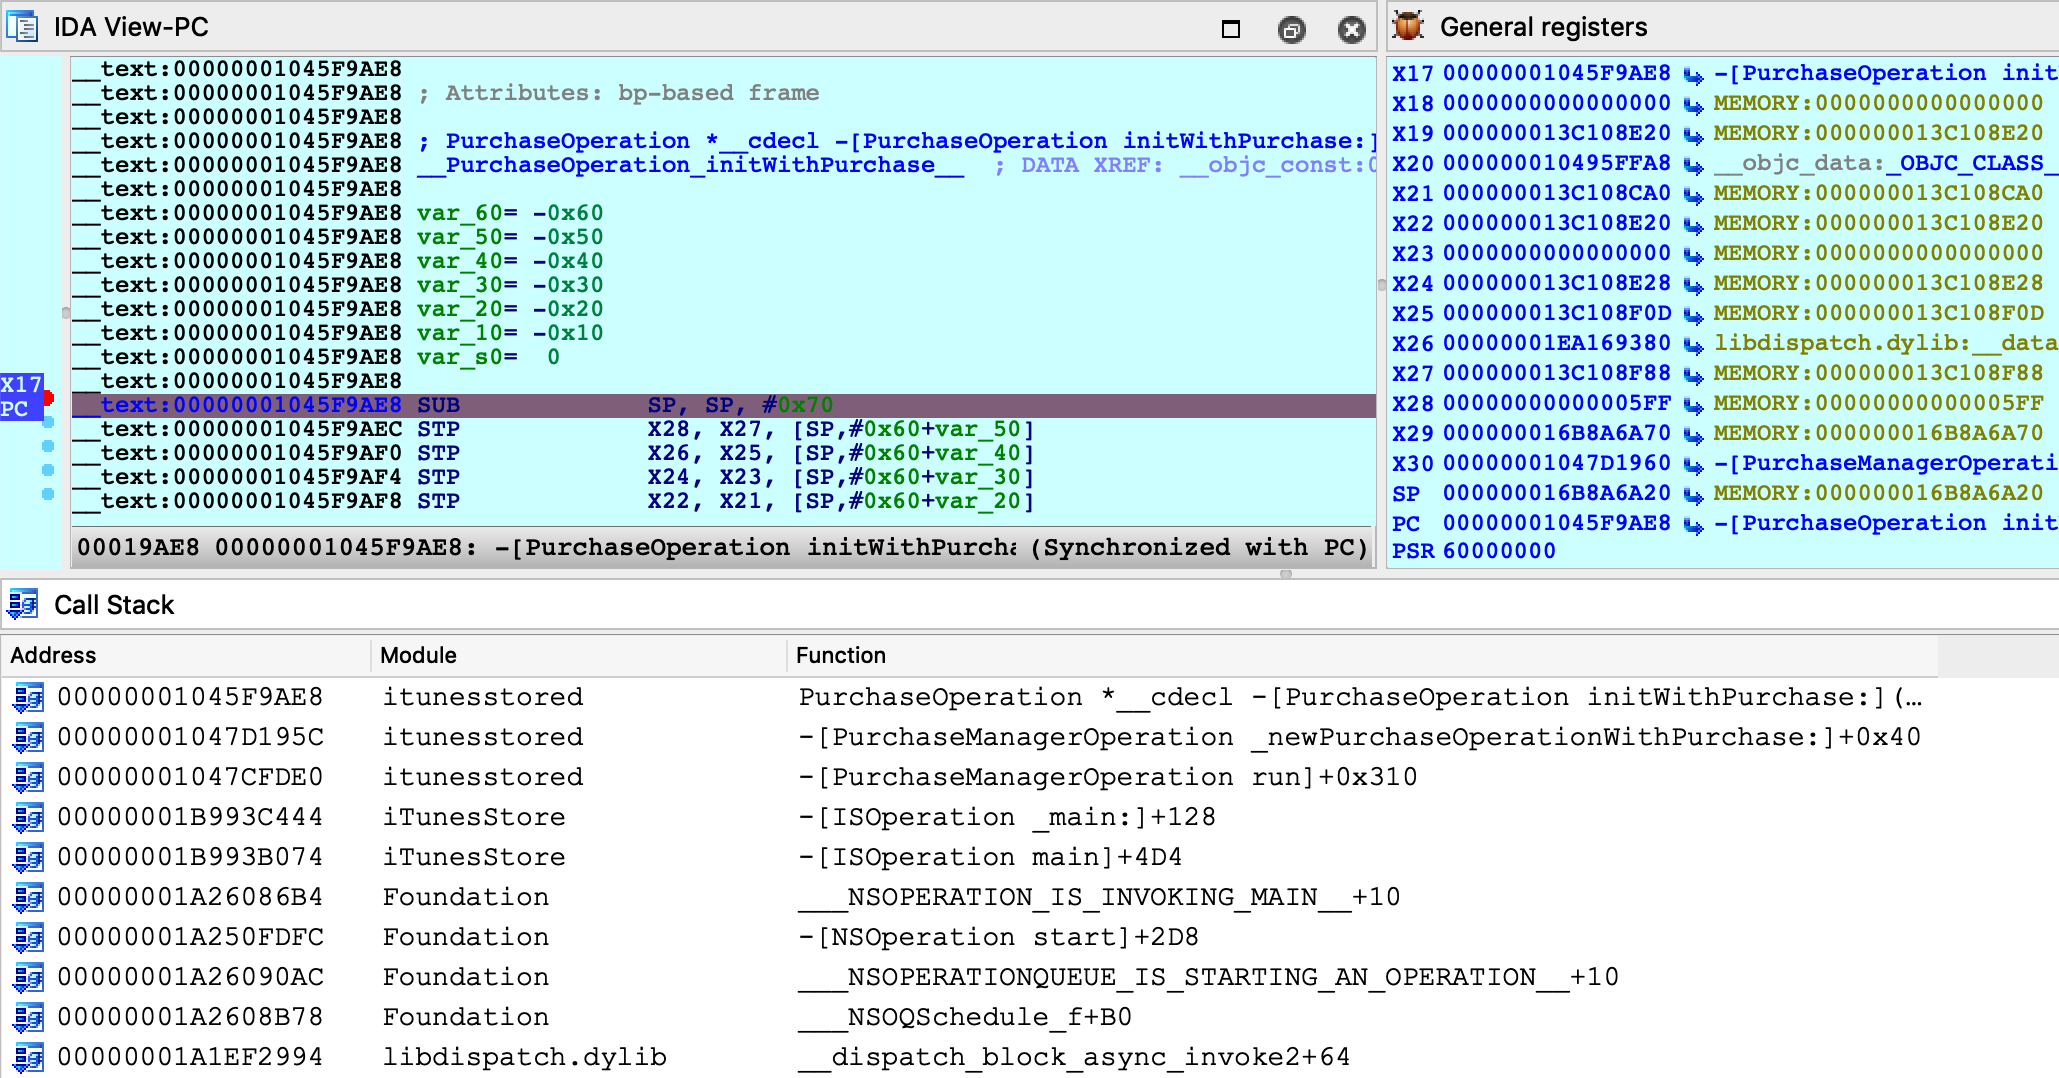 IDA View-PC
__text:00000001045F9AE8
__text:00000001045F9AE8 ; Attributes: bp-based frame
__text:00000001045F9AE8
__text:00000001045F9AE8 ; PurchaseOperation *__cdecl -[PurchaseOperation initWithPurchase:]
__text:00000001045F9AE8 __PurchaseOperation_initWithPurchase__ ; DATA XREF: __objc_const:0
__text:00000001045F9AE8
__text:00000001045F9AE8 var_60= -0x60
__text:00000001045F9AE8 var_50= -0x50
__text:00000001045F9AE8 var_40= -0x40
__text:00000001045F9AE8 var_30= -0x30
__text:00000001045F9AE8 var_20= -0x20
__text:00000001045F9AE8 var_10= -0x10
__text:00000001045F9AE8 var_s0= 0
__text:00000001045F9AE8
X17
PC
__text:00000001045F9AE8 SUB SP, SP, #0x70
__text:00000001045F9AEC STP X28, X27, [SP,#0x60+var_50]
__text:00000001045F9AF0 STP X26, X25, [SP,#0x60+var_40]
__text:00000001045F9AF4 STP X24, X23, [SP,#0x60+var_30]
__text:00000001045F9AF8 STP X22, X21, [SP,#0x60+var_20]
00019AE8 00000001045F9AE8: -[PurchaseOperation initWithPurcha (Synchronized with PC)
General registers
X17 00000001045F9AE8 -[PurchaseOperation init
X18 0000000000000000 MEMORY:0000000000000000
X19 000000013C108E20 MEMORY:000000013C108E20
X20 000000010495FFA8 __objc_data:_OBJC_CLASS_
X21 000000013C108CA0 MEMORY:000000013C108CA0
X22 000000013C108E20 MEMORY:000000013C108E20
X23 0000000000000000 MEMORY:0000000000000000
X24 000000013C108E28 MEMORY:000000013C108E28
X25 000000013C108F0D MEMORY:000000013C108F0D
X26 00000001EA169380 libdispatch.dylib:__data
X27 000000013C108F88 MEMORY:000000013C108F88
X28 00000000000005FF MEMORY:00000000000005FF
X29 000000016B8A6A70 MEMORY:000000016B8A6A70
X30 00000001047D1960 -[PurchaseManagerOperati
SP 000000016B8A6A20 MEMORY:000000016B8A6A20
PC 00000001045F9AE8 -[PurchaseOperation init
PSR 60000000
Call Stack
Address Module Function
00000001045F9AE8 itunesstored PurchaseOperation *__cdecl -[PurchaseOperation initWithPurchase:](…
00000001047D195C itunesstored -[PurchaseManagerOperation _newPurchaseOperationWithPurchase:]+0x40
00000001047CFDE0 itunesstored -[PurchaseManagerOperation run]+0x310
00000001B993C444 iTunesStore -[ISOperation _main:]+128
00000001B993B074 iTunesStore -[ISOperation main]+4D4
00000001A26086B4 Foundation ___NSOPERATION_IS_INVOKING_MAIN__+10
00000001A250FDFC Foundation -[NSOperation start]+2D8
00000001A26090AC Foundation ___NSOPERATIONQUEUE_IS_STARTING_AN_OPERATION__+10
00000001A2608B78 Foundation ___NSOQSchedule_f+B0
00000001A1EF2994 libdispatch.dylib __dispatch_block_async_invoke2+64